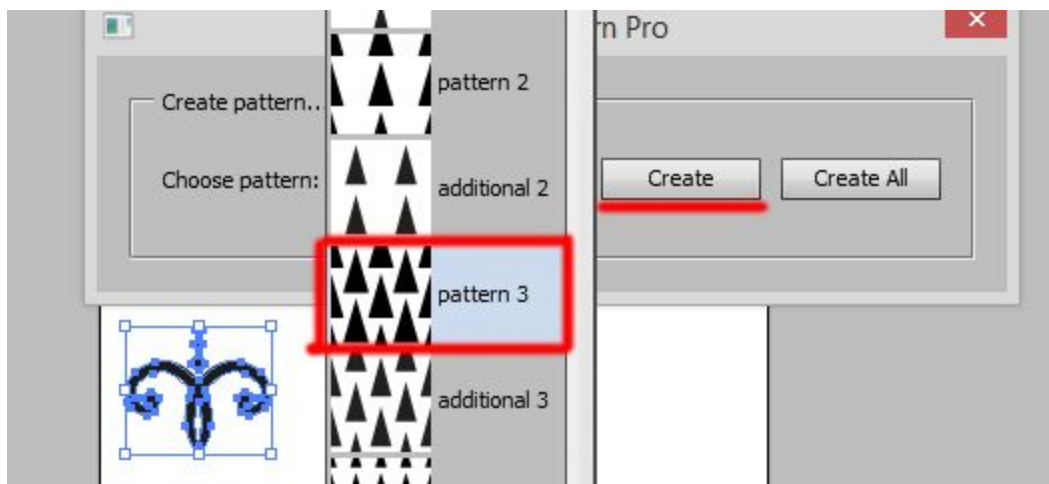 rn Pro
Create pattern..
pattern 2
Choose pattern:
additional 2
Create
Create All
pattern 3
additional 3